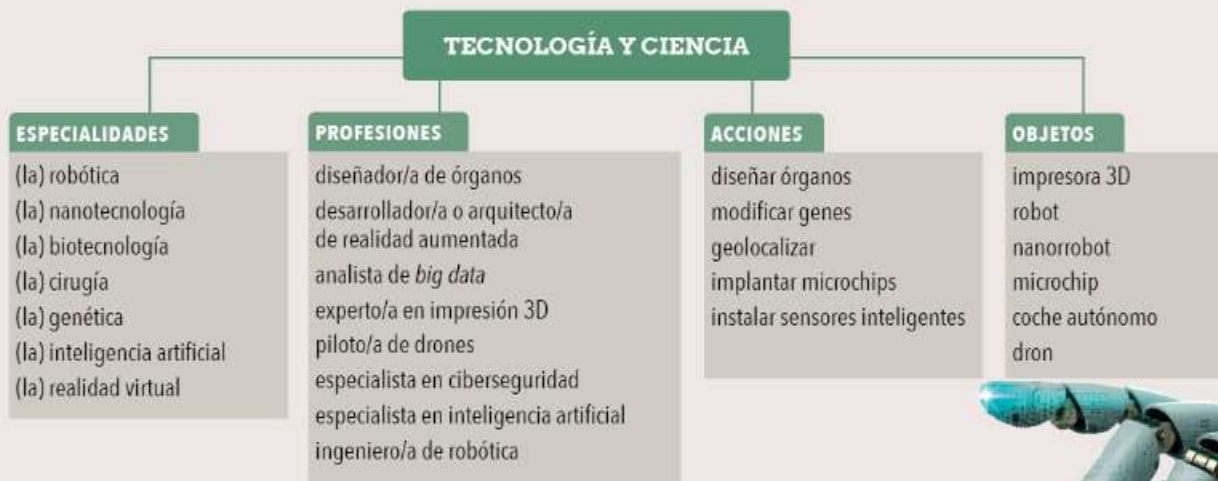 TECNOLOGÍA Y CIENCIA
ESPECIALIDADES
(la) robótica
(la) nanotecnología
(la) biotecnología
(la) cirugía
(la) genética
(la) inteligencia artificial
(la) realidad virtual
PROFESIONES
diseñador/a de órganos
desarrollador/a o arquitecto/a
de realidad aumentada
analista de big data
experto/a en impresión 3D
piloto/a de drones
especialista en ciberseguridad
especialista en inteligencia artificial
ingeniero/a de robótica
ACCIONES
diseñar órganos
modificar genes
geolocalizar
implantar microchips
instalar sensores inteligentes
OBJETOS
impresora 3D
robot
nanorrobot
microchip
coche autónomo
dron